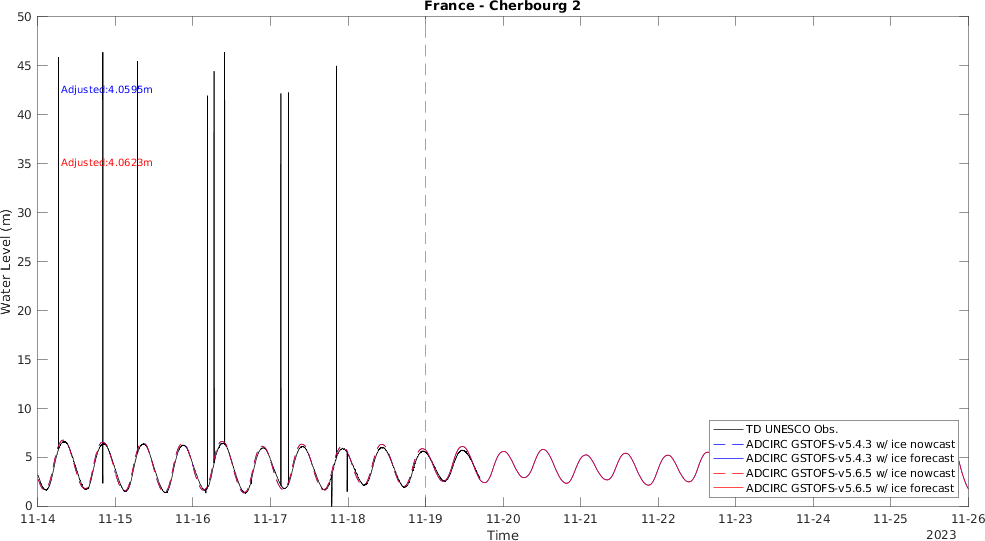 France - Cherbourg 2
50
45
40
35
30
25
20
15
10
5
0
Water Level (m)
Adjusted:4.0595m
Adjusted:4.0623m
TD UNESCO Obs.
ADCIRC GSTOFS-v5.4.3 w/ ice nowcast
ADCIRC GSTOFS-v5.4.3 w/ ice forecast
ADCIRC GSTOFS-v5.6.5 w/ ice nowcast
ADCIRC GSTOFS-v5.6.5 w/ ice forecast
11-14 11-15 11-16 11-17 11-18 11-19 11-20 11-21 11-22 11-23 11-24 11-25 11-26
Time
2023